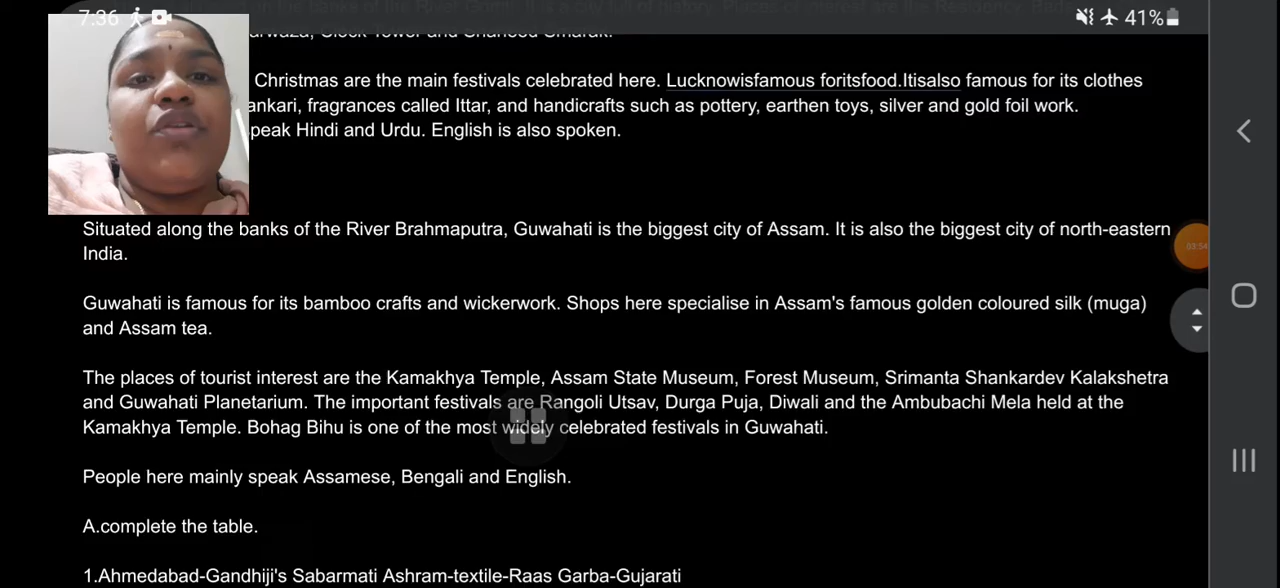 7:36 41%
arwaza, Clock Tower and Shaheed Smarak.
Christmas are the main festivals celebrated here. Lucknowisfamous foritsfood.Itisalso famous for its clothes
ankari, fragrances called Ittar, and handicrafts such as pottery, earthen toys, silver and gold foil work.
peak Hindi and Urdu. English is also spoken.
Situated along the banks of the River Brahmaputra, Guwahati is the biggest city of Assam. It is also the biggest city of north-eastern
India.
03:54
Guwahati is famous for its bamboo crafts and wickerwork. Shops here specialise in Assam's famous golden coloured silk (muga)
and Assam tea.
The places of tourist interest are the Kamakhya Temple, Assam State Museum, Forest Museum, Srimanta Shankardev Kalakshetra
and Guwahati Planetarium. The important festivals are Rangoli Utsav, Durga Puja, Diwali and the Ambubachi Mela held at the
Kamakhya Temple. Bohag Bihu is one of the most widely celebrated festivals in Guwahati.
People here mainly speak Assamese, Bengali and English.
A.complete the table.
1.Ahmedabad-Gandhiji's Sabarmati Ashram-textile-Raas Garba-Gujarati